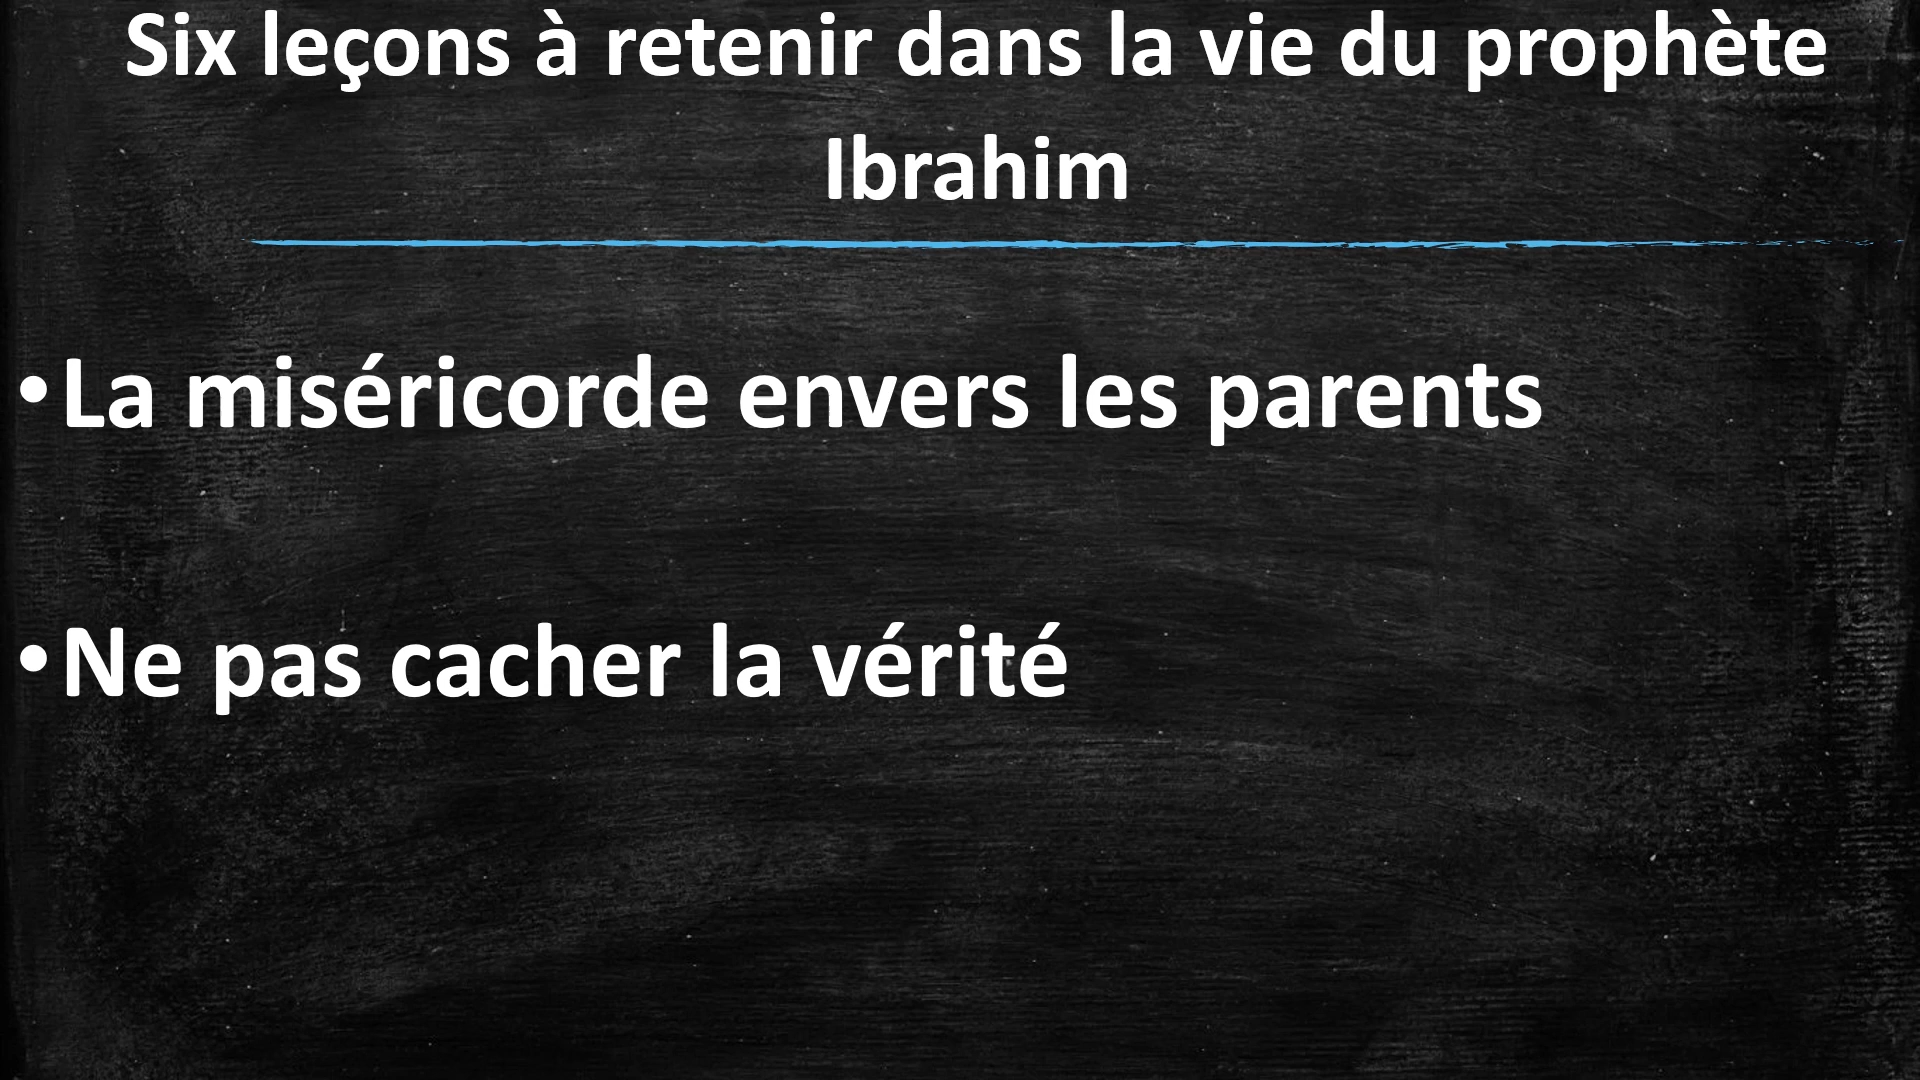 Six leçons à retenir dans la vie du prophète
Ibrahim
•La miséricorde envers les parents
•Ne pas cacher la vérité